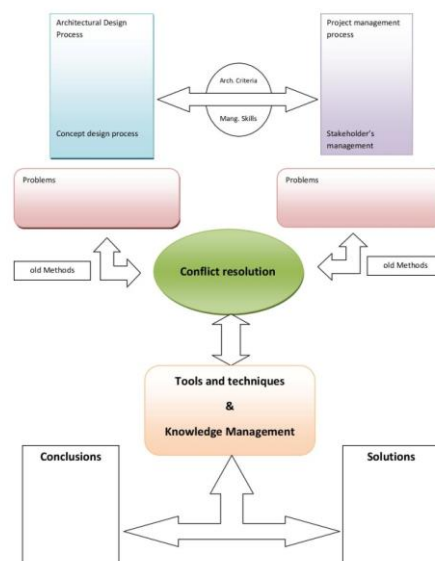 Architectural Design
Process
Concept design process
Arch. Criteria
Mang. Skills
Project management
process
Stakeholder's
management
Problems
Problems
old Methods
old Methods
Conflict resolution
Tools and techniques
&
Knowledge Management
Conclusions
Solutions